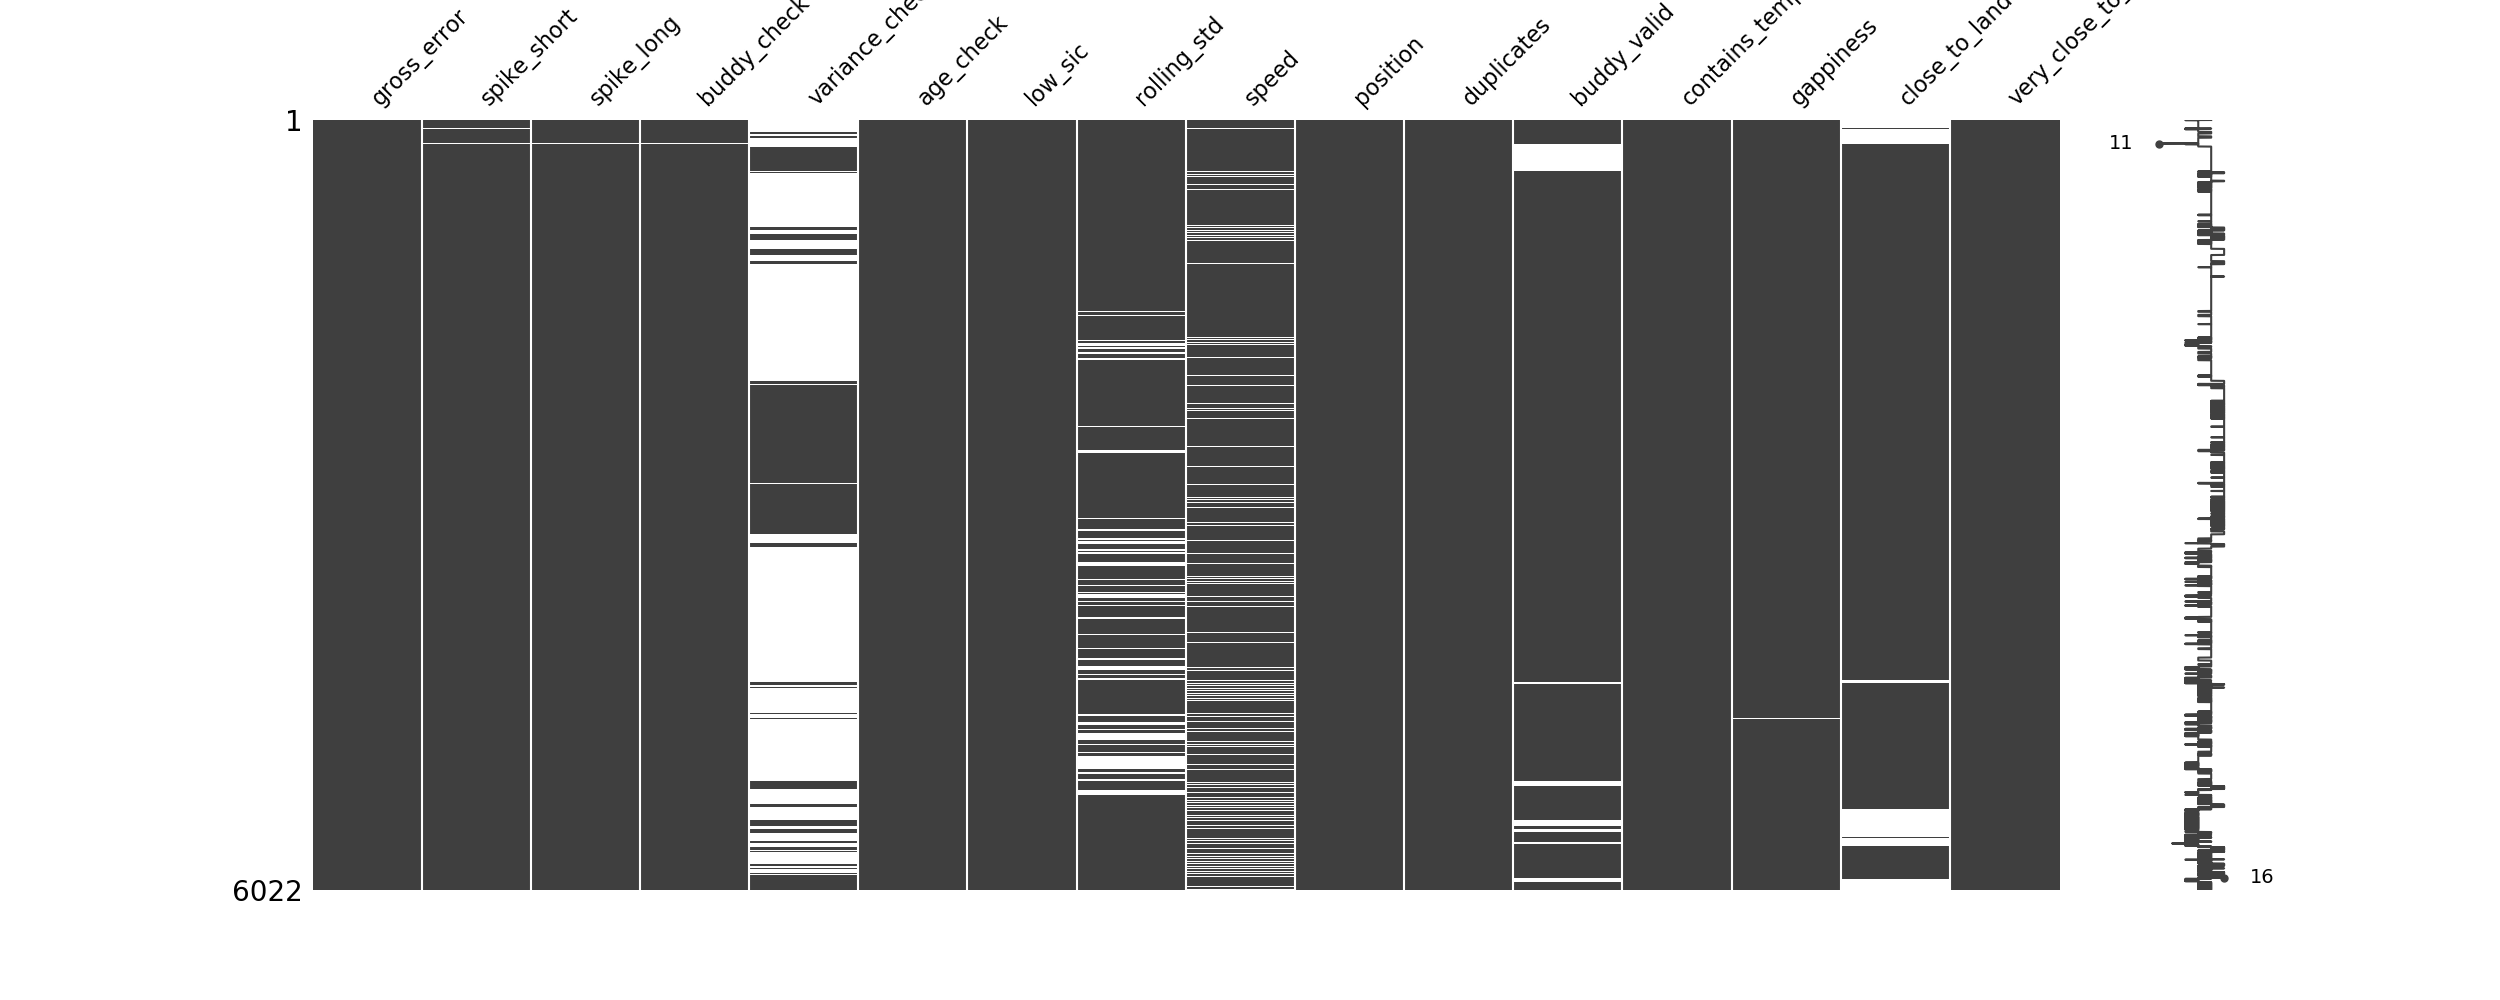 gross_error
spike_short
spike_long
buddy_check
age_check
low_sic
rolling_std
speed
position
duplicates
buddy_valid
gappiness
close_to_land
1
11
6022
16